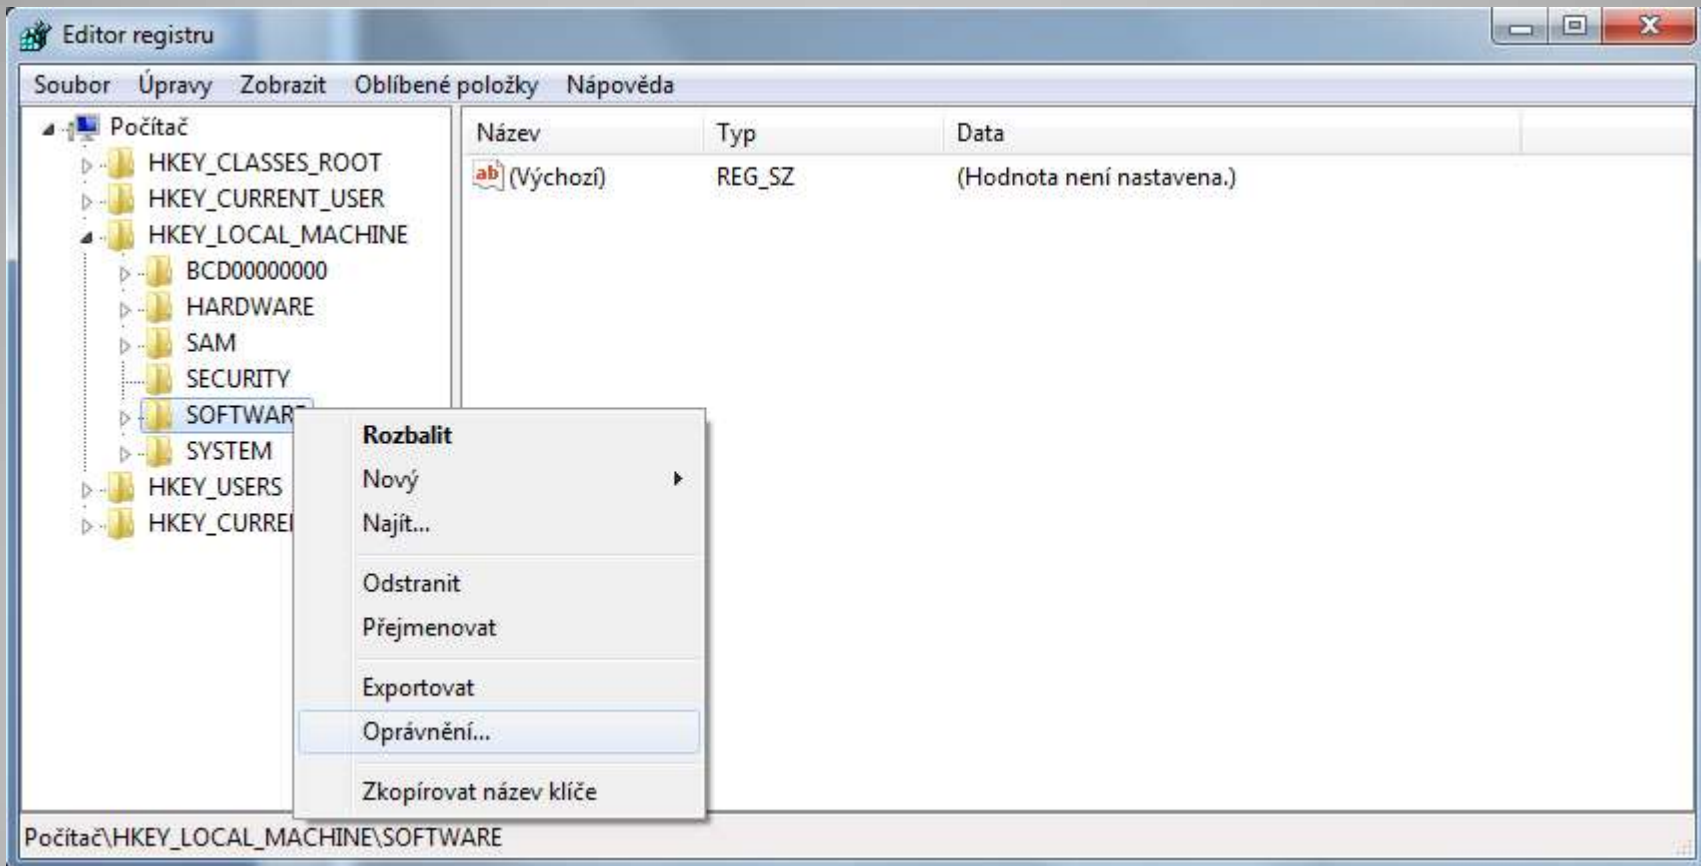 Editor registru
Soubor Úpravy Zobrazit Oblíbené položky Nápověda
Počítač
HKEY_CLASSES_ROOT
HKEY_CURRENT_USER
HKEY_LOCAL_MACHINE
BCD00000000
HARDWARE
SAM
SECURITY
SOFTWARE
SYSTEM
HKEY_USERS
HKEY_CURRE
Název Typ Data
ab (Výchozí) REG_SZ (Hodnota není nastavena.)
Rozbalit
Nový
Najít...
Odstranit
Přejmenovat
Exportovat
Oprávnění...
Zkopírovat název klíče
Počítač\HKEY_LOCAL_MACHINE\SOFTWARE